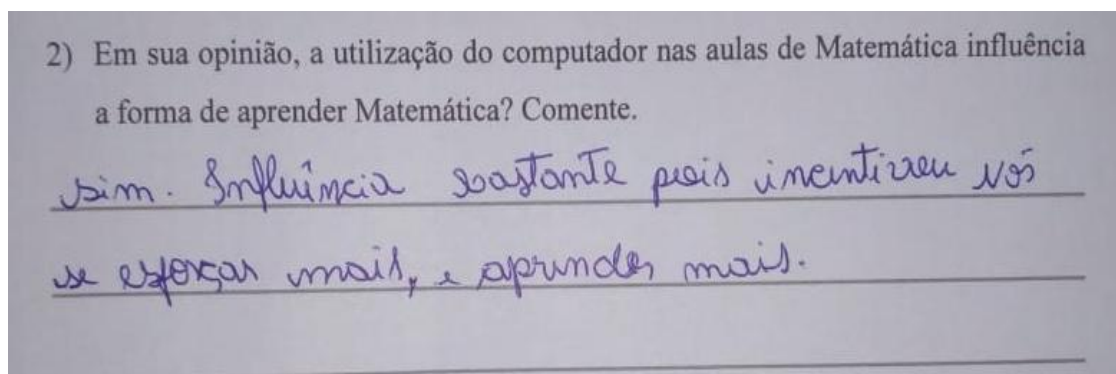 2) Em sua opinião, a utilização do computador nas aulas de Matemática influência
a forma de aprender Matemática? Comente.
sim. Influência bastante pois incentivou nós
se esforçar mais, e aprender mais.